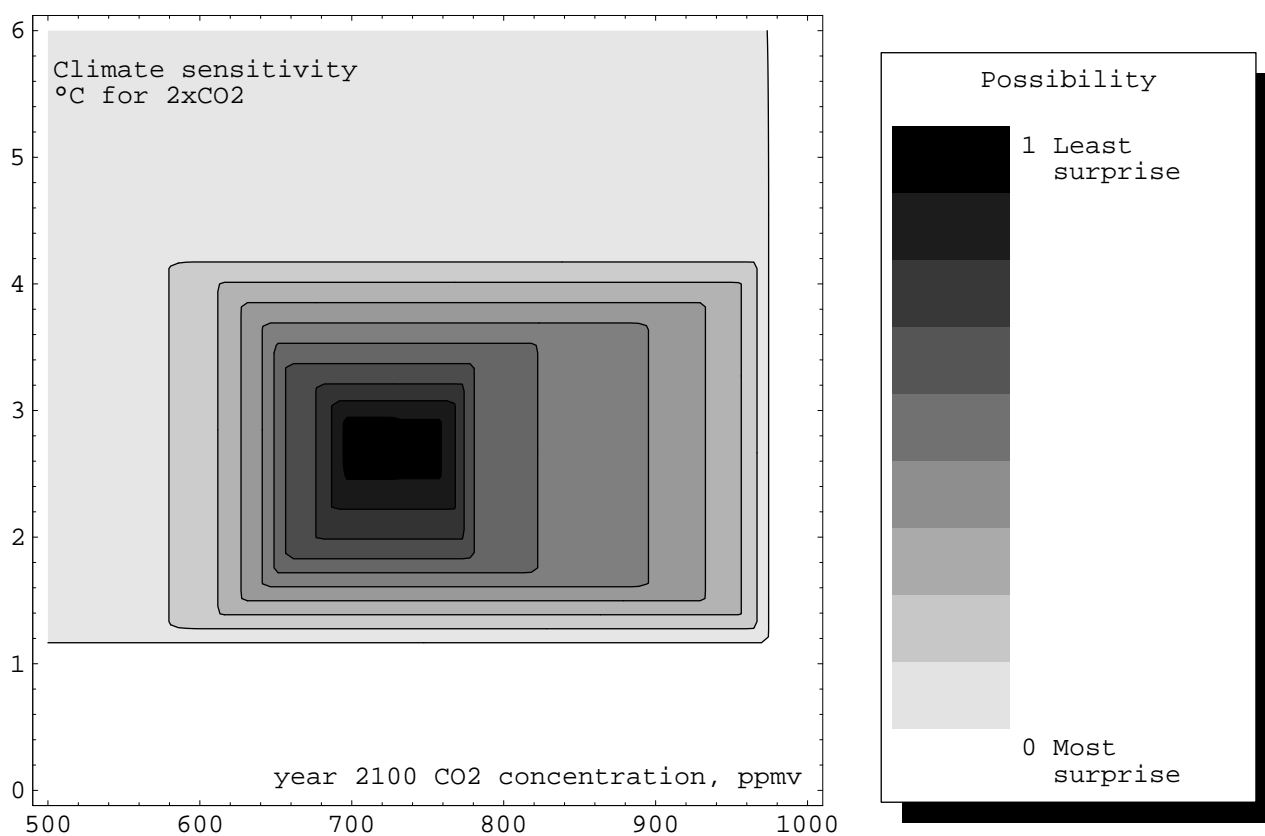 6
5
4
3
2
1
0
Climate sensitivity
°C for 2xCO2
year 2100 CO2 concentration, ppmv
500 600 700 800 900 1000
Possibility
1 Least
surprise
0 Most
surprise